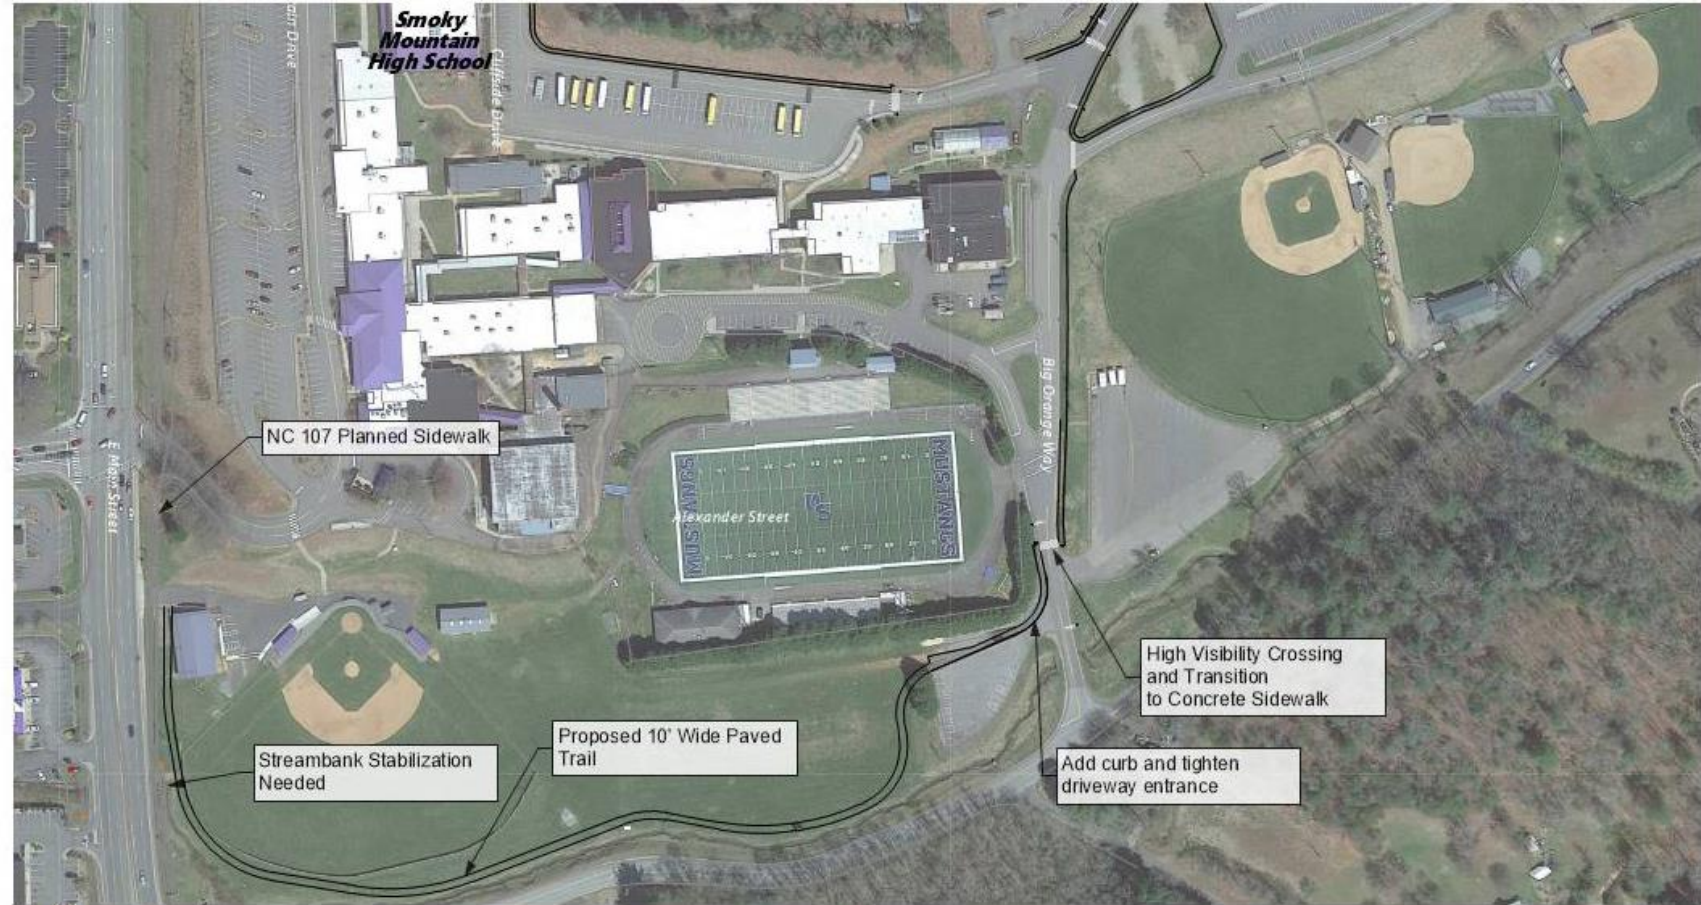 Smoky
Mountain
High School
ain Drive
Cliffside Drive
NC 107 Planned Sidewalk
E Main Street
Big Orange Way
MUSTANGS
Alexander Street
MUSTANGS
High Visibility Crossing
and Transition
to Concrete Sidewalk
Proposed 10' Wide Paved
Trail
Streambank Stabilization
Needed
Add curb and tighten
driveway entrance